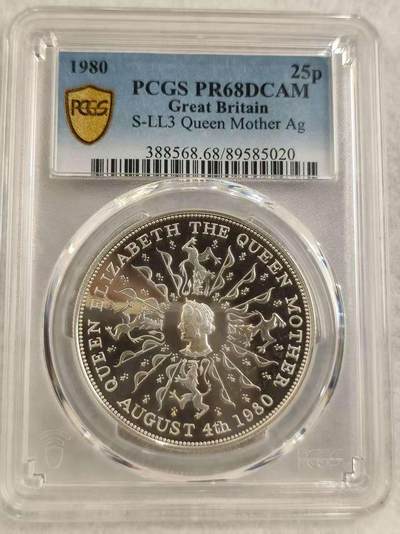 1980 25p
PCGS PR68DCAM
Great Britain
S-LL3 Queen Mother Ag
388568.68/89585020
PCGS
QUEEN ELIZABETH THE QUEEN MOTHER
AUGUST 4th 1980